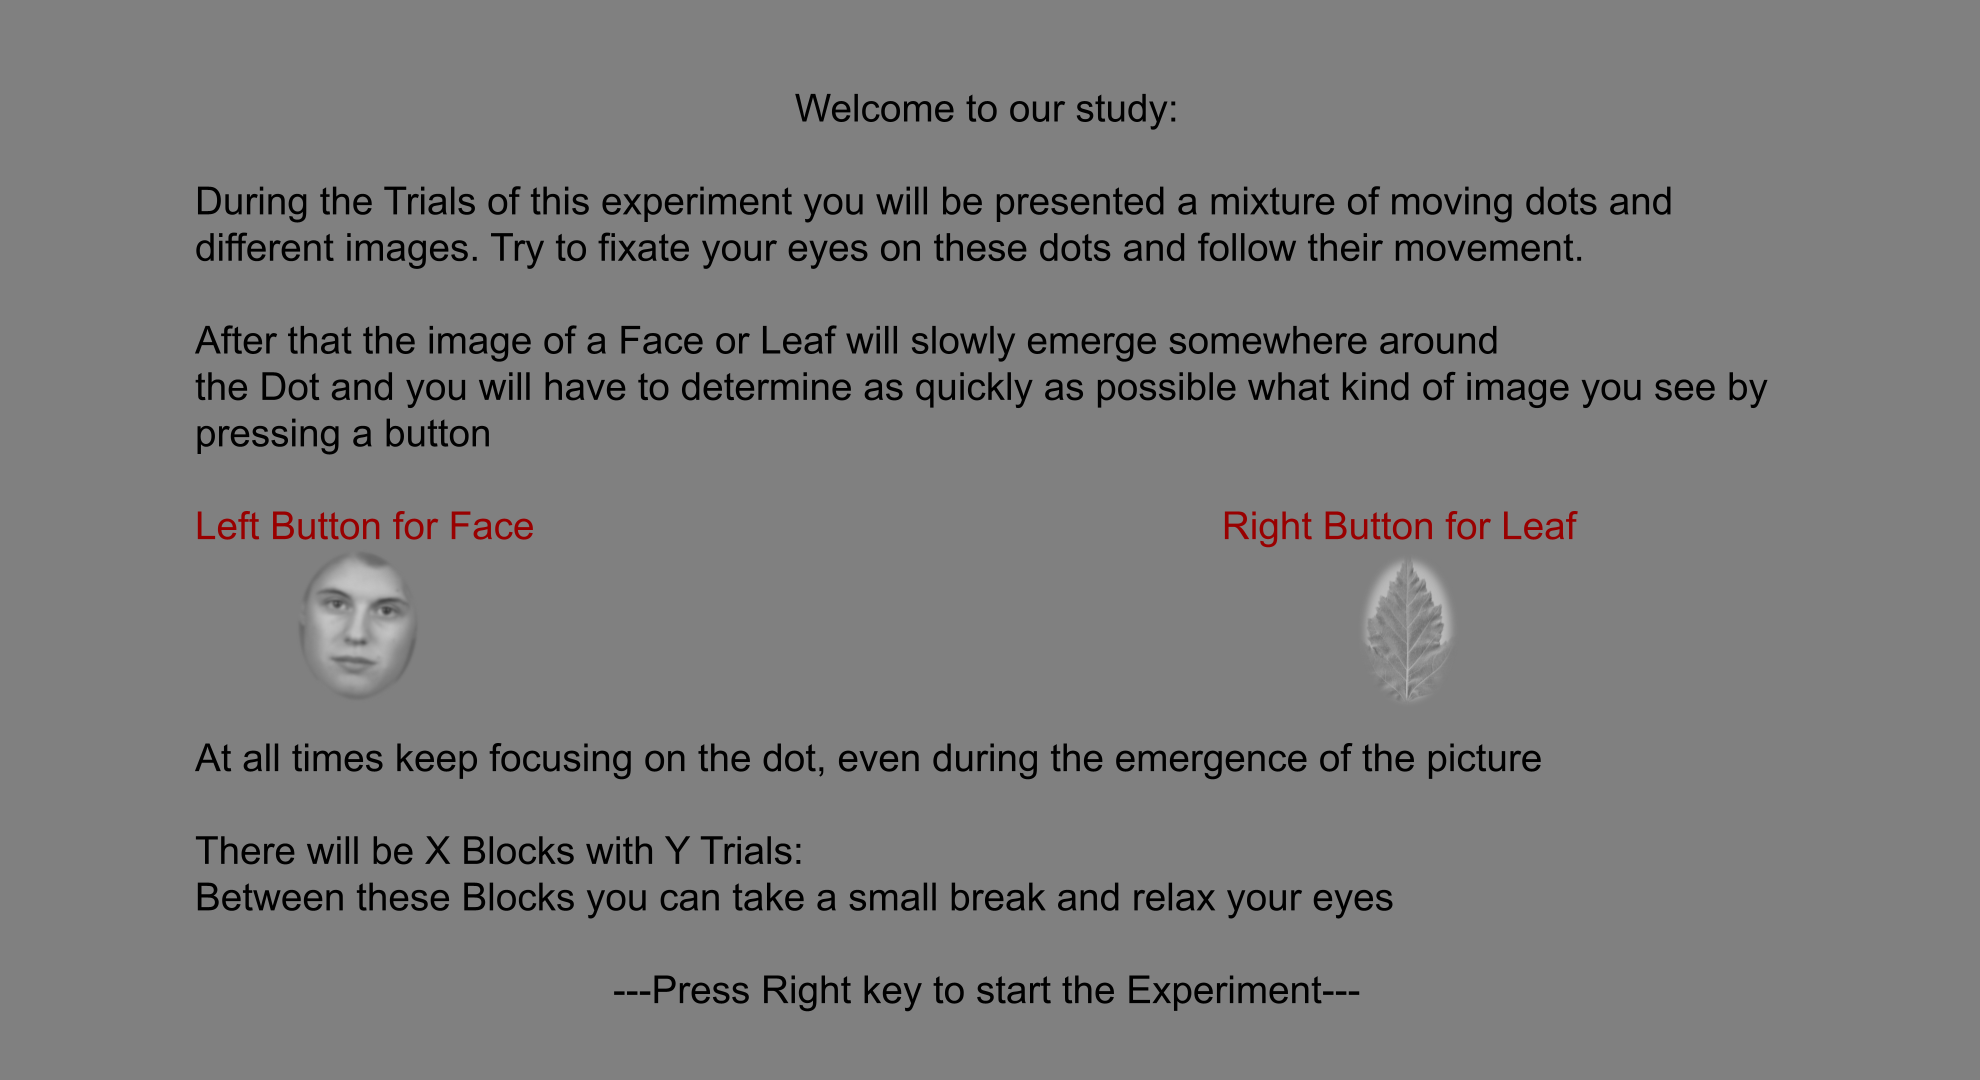 Welcome to our study:
During the Trials of this experiment you will be presented a mixture of moving dots and
different images. Try to fixate your eyes on these dots and follow their movement.
After that the image of a Face or Leaf will slowly emerge somewhere around
the Dot and you will have to determine as quickly as possible what kind of image you see by
pressing a button
Left Button for Face
Right Button for Leaf
At all times keep focusing on the dot, even during the emergence of the picture
There will be X Blocks with Y Trials:
Between these Blocks you can take a small break and relax your eyes
---Press Right key to start the Experiment---